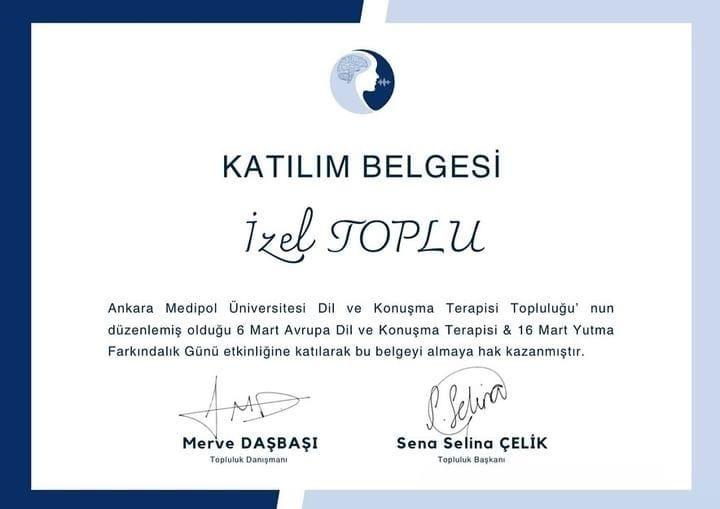 KATILIM BELGESİ
İzel TOPLU
Ankara Medipol Üniversitesi Dil ve Konuşma Terapisi Topluluğu' nun
düzenlemiş olduğu 6 Mart Avrupa Dil ve Konuşma Terapisi & 16 Mart Yutma
Farkındalık Günü etkinliğine katılarak bu belgeyi almaya hak kazanmıştır.
AMD P.Selina
Merve DAŞBAŞI Sena Selina ÇELİK
Topluluk Danışmanı Topluluk Başkanı